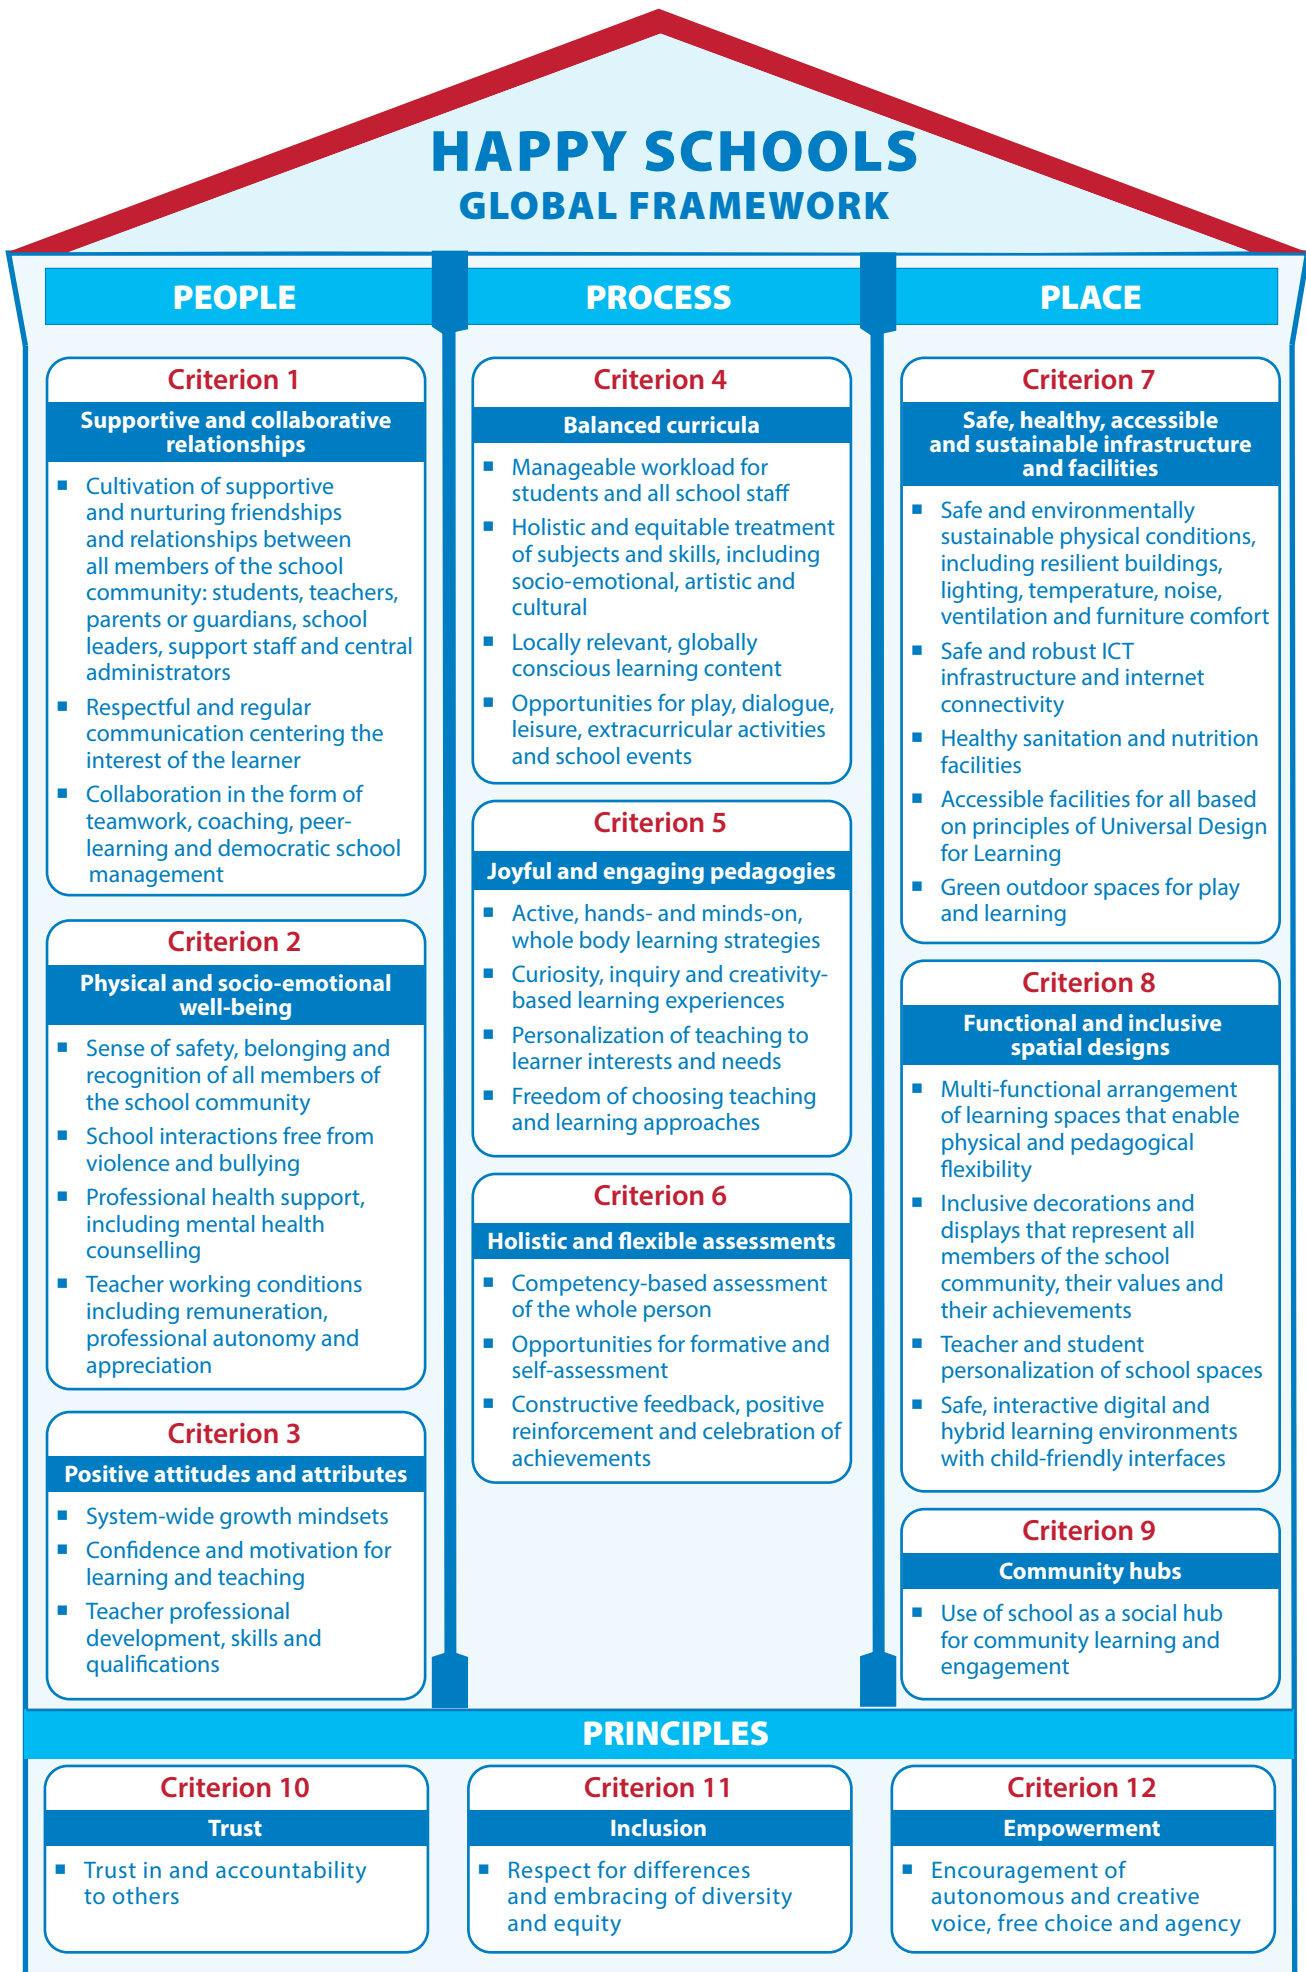 HAPPY SCHOOLS
GLOBAL FRAMEWORK
PEOPLE
Criterion 1
Supportive and collaborative
relationships
■ Cultivation of supportive
and nurturing friendships
and relationships between
all members of the school
community: students, teachers,
parents or guardians, school
leaders, support staff and central
administrators
■ Respectful and regular
communication centering the
interest of the learner
■ Collaboration in the form of
teamwork, coaching, peer-
learning and democratic school
management
Criterion 2
Physical and socio-emotional
well-being
■ Sense of safety, belonging and
recognition of all members of
the school community
■ School interactions free from
violence and bullying
■ Professional health support,
including mental health
counselling
■ Teacher working conditions
including remuneration,
professional autonomy and
appreciation
Criterion 3
Positive attitudes and attributes
■ System-wide growth mindsets
■ Confidence and motivation for
learning and teaching
■ Teacher professional
development, skills and
qualifications
PROCESS
Criterion 4
Balanced curricula
■ Manageable workload for
students and all school staff
■ Holistic and equitable treatment
of subjects and skills, including
socio-emotional, artistic and
cultural
■ Locally relevant, globally
conscious learning content
■ Opportunities for play, dialogue,
leisure, extracurricular activities
and school events
Criterion 5
Joyful and engaging pedagogies
■ Active, hands- and minds-on,
whole body learning strategies
■ Curiosity, inquiry and creativity-
based learning experiences
■ Personalization of teaching to
learner interests and needs
■ Freedom of choosing teaching
and learning approaches
Criterion 6
Holistic and flexible assessments
■ Competency-based assessment
of the whole person
■ Opportunities for formative and
self-assessment
■ Constructive feedback, positive
reinforcement and celebration of
achievements
PLACE
Criterion 7
Safe, healthy, accessible
and sustainable infrastructure
and facilities
■ Safe and environmentally
sustainable physical conditions,
including resilient buildings,
lighting, temperature, noise,
ventilation and furniture comfort
■ Safe and robust ICT
infrastructure and internet
connectivity
■ Healthy sanitation and nutrition
facilities
■ Accessible facilities for all based
on principles of Universal Design
for Learning
■ Green outdoor spaces for play
and learning
Criterion 8
Functional and inclusive
spatial designs
■ Multi-functional arrangement
of learning spaces that enable
physical and pedagogical
flexibility
■ Inclusive decorations and
displays that represent all
members of the school
community, their values and
their achievements
■ Teacher and student
personalization of school spaces
■ Safe, interactive digital and
hybrid learning environments
with child-friendly interfaces
Criterion 9
Community hubs
■ Use of school as a social hub
for community learning and
engagement
PRINCIPLES
Criterion 10
Trust
■ Trust in and accountability
to others
Criterion 11
Inclusion
■ Respect for differences
and embracing of diversity
and equity
Criterion 12
Empowerment
■ Encouragement of
autonomous and creative
voice, free choice and agency